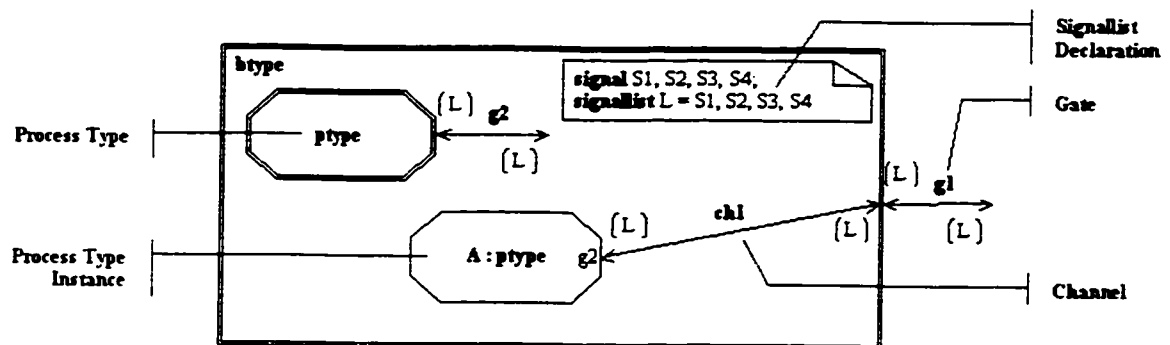 Signallist
Declaration
btype
signal S1, S2, S3, S4;
signallist L = S1, S2, S3, S4
Gate
(L) g2
Process Type
ptype
(L)
(L)
g1
ch1
(L)
(L)
(L)
Process Type
Instance
A : ptype
g2
Channel